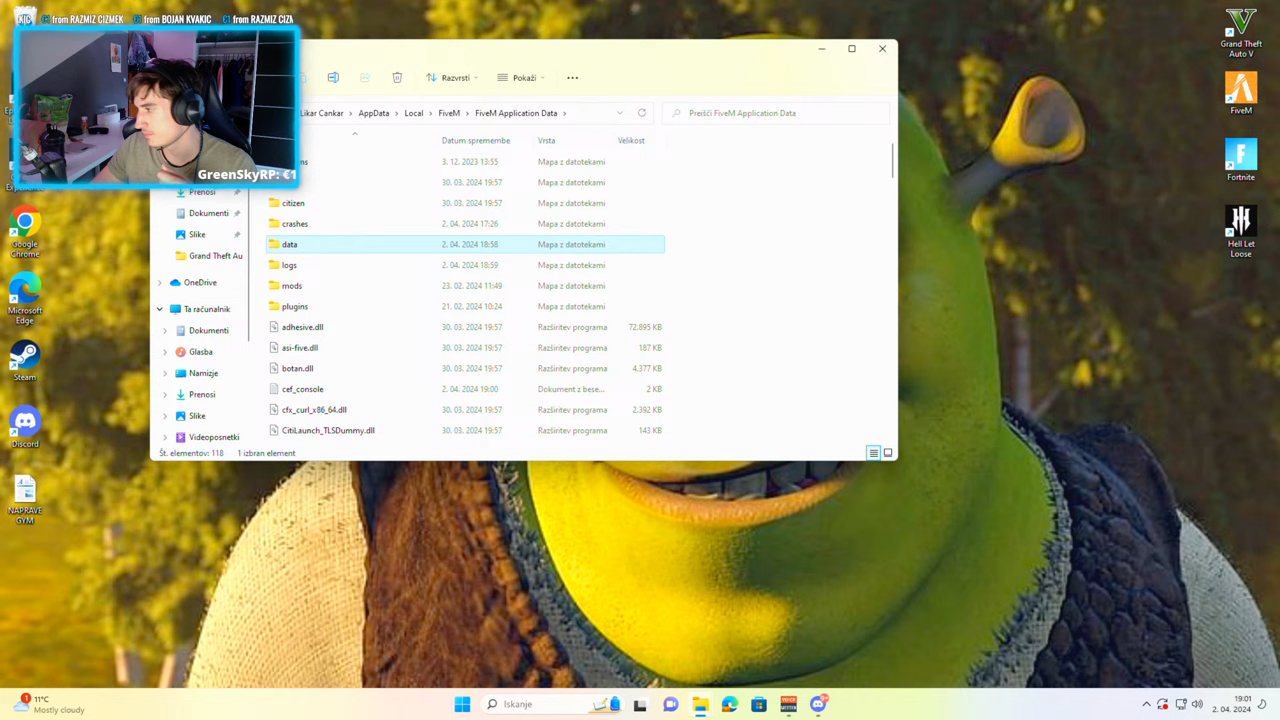 €1 from RAZMIZ CIZMEK €1 from BOJAN KVAKIC €1 from RAZMIZ
GreenSkyRP: €1
Razvrsti
Pokaži
Likar Cankar > AppData > Local > FiveM > FiveM Application Data >
Preišči FiveM Application Data
Datum spremembe Vrsta Velikost
3. 12. 2023 13:55 Mapa z datotekami
30. 03. 2024 19:57 Mapa z datotekami
citizen 30. 03. 2024 19:57 Mapa z datotekami
crashes 2. 04. 2024 17:26 Mapa z datotekami
data 2. 04. 2024 18:58 Mapa z datotekami
logs 2. 04. 2024 18:59 Mapa z datotekami
mods 23. 02. 2024 11:49 Mapa z datotekami
plugins 21. 02. 2024 10:24 Mapa z datotekami
adhesive.dll 30. 03. 2024 19:57 Razširitev programa 72.895 KB
asi-five.dll 30. 03. 2024 19:57 Razširitev programa 187 KB
botan.dll 30. 03. 2024 19:57 Razširitev programa 4.377 KB
cef_console 2. 04. 2024 19:00 Dokument z bese... 2 KB
cfx_curl_x86_64.dll 30. 03. 2024 19:57 Razširitev programa 2.392 KB
CitiLaunch_TLSDummy.dll 30. 03. 2024 19:57 Razširitev programa 143 KB
Prenosi
Dokumenti
Slike
Grand Theft Au
OneDrive
Ta računalnik
Dokumenti
Glasba
Namizje
Prenosi
Slike
Videoposnetki
Št. elementov: 118 1 izbran element
Google
Chrome
Microsoft
Edge
Steam
Discord
NAPRAVE
GYM
Grand Theft
Auto V
FiveM
Fortnite
Hell Let
Loose
11°C
Mostly cloudy
Iskanje
19:01
2. 04. 2024